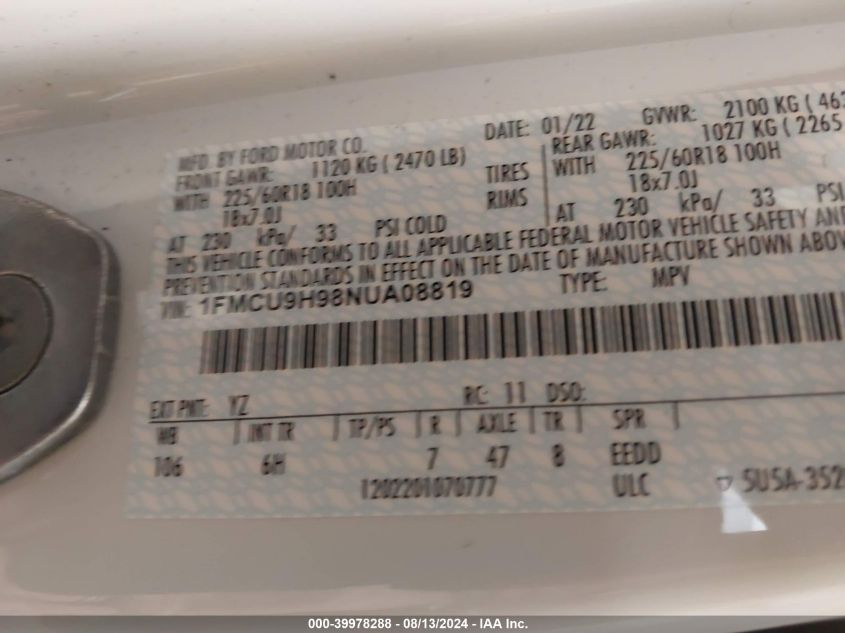 MFD. BY FORD MOTOR CO.
DATE: 01/22 GVWR: 2100 KG ( 463
FRONT GAWR: 1120 KG ( 2470 LB)
REAR GAWR: 1027 KG ( 2265
WITH 225/60R18 100H TIRES WITH 225/60R18 100H
18x7.0J RIMS 18x7.0J
AT 230 kPa/ 33 PSI COLD AT 230 kPa/ 33 PSI
THIS VEHICLE CONFORMS TO ALL APPLICABLE FEDERAL MOTOR VEHICLE SAFETY AND
PREVENTION STANDARDS IN EFFECT ON THE DATE OF MANUFACTURE SHOWN ABOV
VIN: 1FMCU9H98NUA08819 TYPE: MPV
EXT PNT: YZ RC: 11 DSO:
WB INT TR TP/PS R AXLE TR SPR
106 6H 7 47 8 EEDD
1202201070777 ULC 5USA-352
000-39978288 - 08/13/2024 - IAA Inc.